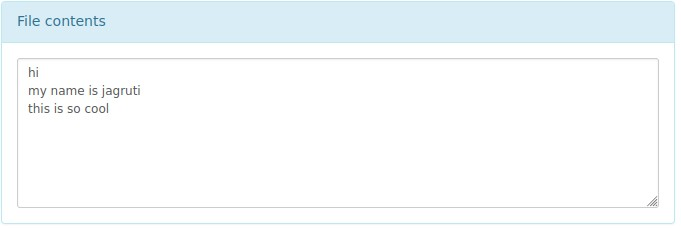 File contents
hi
my name is jagruti
this is so cool